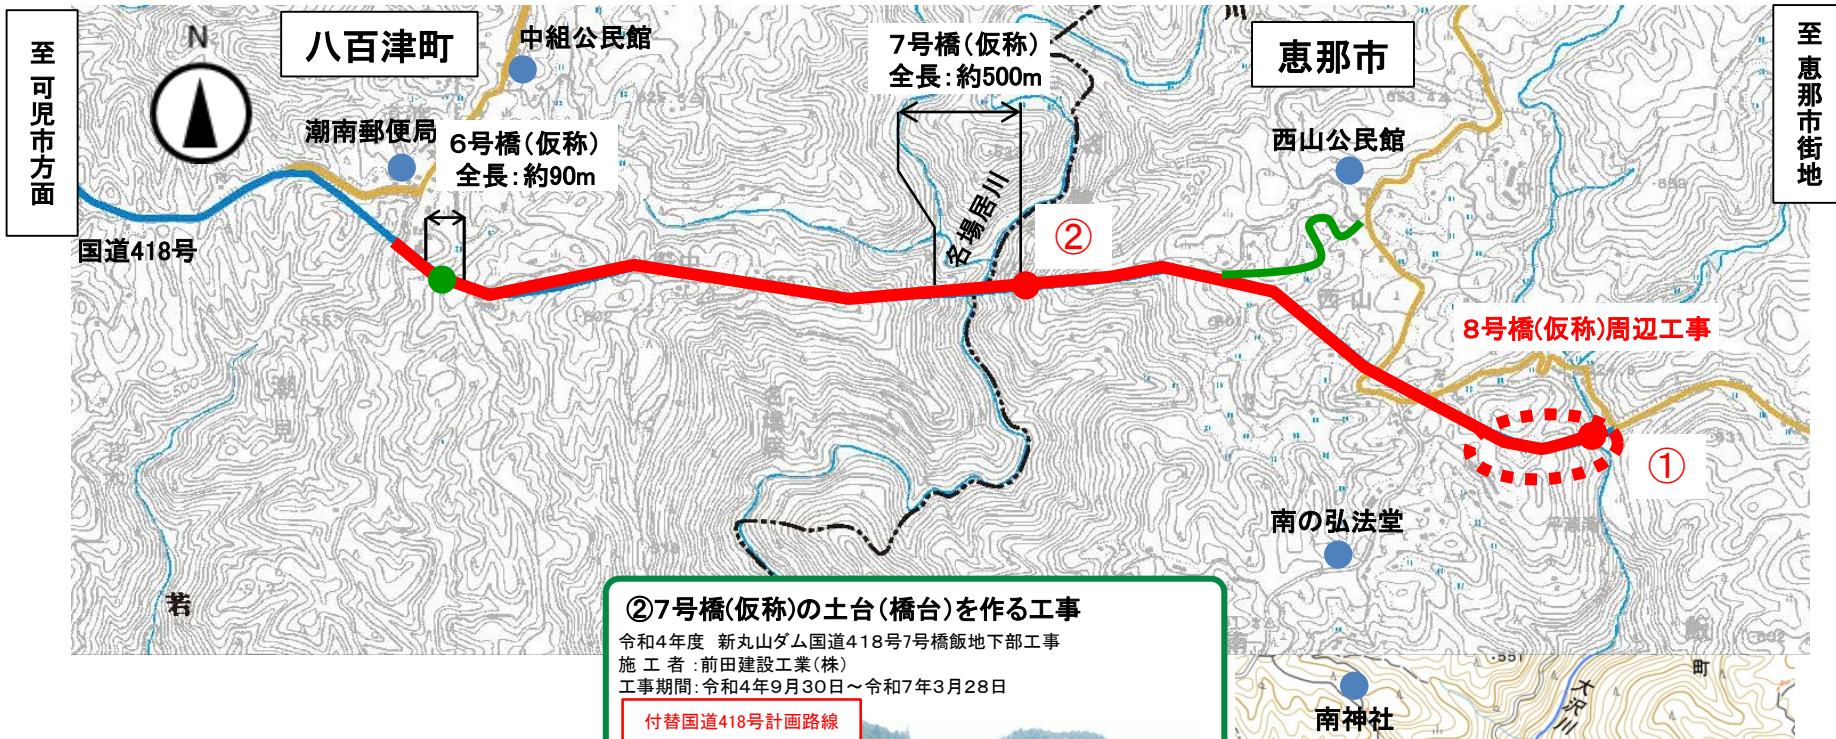 至 可児市方面
N
八百津町
中組公民館
7号橋(仮称)
全長:約500m
恵那市
至 恵那市街地
潮南郵便局
6号橋(仮称)
全長:約90m
西山公民館
名場居川
②
国道418号
西山
8号橋(仮称)周辺工事
①
南の弘法堂
若
②7号橋(仮称)の土台(橋台)を作る工事
令和4年度 新丸山ダム国道418号7号橋飯地下部工事
施 工 者 :前田建設工業(株)
工事期間:令和4年9月30日～令和7年3月28日
付替国道418号計画路線
・551
町
大沢川
南神社